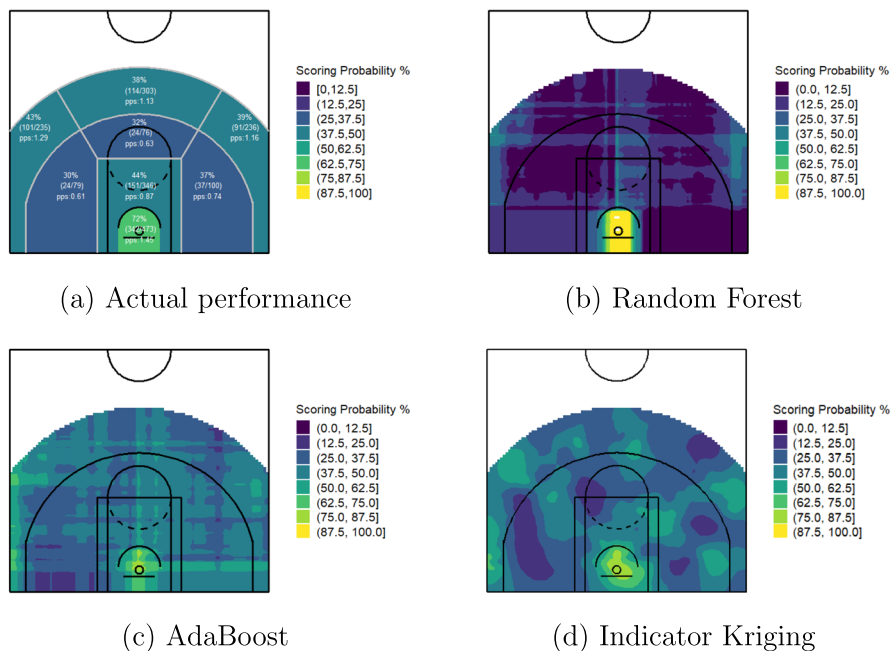 Scoring Probability %
[0,12.5]
(12.5,25]
(25,37.5]
(37.5,50]
(50,62.5]
(62.5,75]
(75,87.5]
(87.5,100]
38%
(114/303)
pps:1.13
43%
(101/235)
pps:1.29
39%
(91/236)
pps:1.16
32%
(24/76)
pps:0.63
30%
(24/79)
pps:0.61
44%
(151/346)
pps:0.87
37%
(37/100)
pps:0.74
72%
pps:1.45
(a) Actual performance
Scoring Probability %
(0.0, 12.5]
(12.5, 25.0]
(25.0, 37.5]
(37.5, 50.0]
(50.0, 62.5]
(62.5, 75.0]
(75.0, 87.5]
(87.5, 100.0]
(b) Random Forest
Scoring Probability %
(0.0, 12.5]
(12.5, 25.0]
(25.0, 37.5]
(37.5, 50.0]
(50.0, 62.5]
(62.5, 75.0]
(75.0, 87.5]
(87.5, 100.0]
(c) AdaBoost
Scoring Probability %
(0.0, 12.5]
(12.5, 25.0]
(25.0, 37.5]
(37.5, 50.0]
(50.0, 62.5]
(62.5, 75.0]
(75.0, 87.5]
(87.5, 100.0]
(d) Indicator Kriging